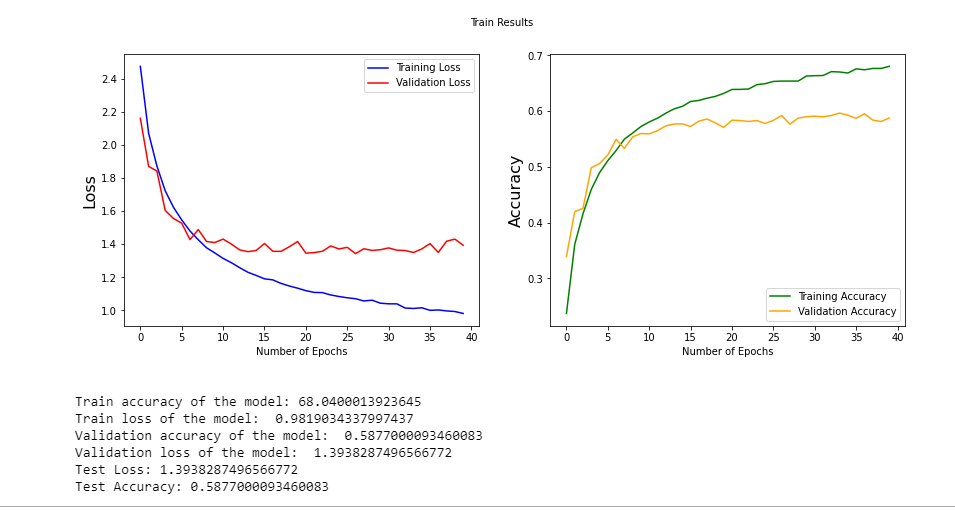 Train Results
2.4
2.2
2.0
1.8
1.6
1.4
1.2
1.0
Loss
Training Loss
Validation Loss
0 5 10 15 20 25 30 35 40
Number of Epochs
0.7
0.6
0.5
0.4
0.3
Accuracy
Training Accuracy
Validation Accuracy
0 5 10 15 20 25 30 35 40
Number of Epochs
Train accuracy of the model: 68.0400013923645
Train loss of the model:  0.9819034337997437
Validation accuracy of the model:  0.5877000093460083
Validation loss of the model:  1.3938287496566772
Test Loss: 1.3938287496566772
Test Accuracy: 0.5877000093460083